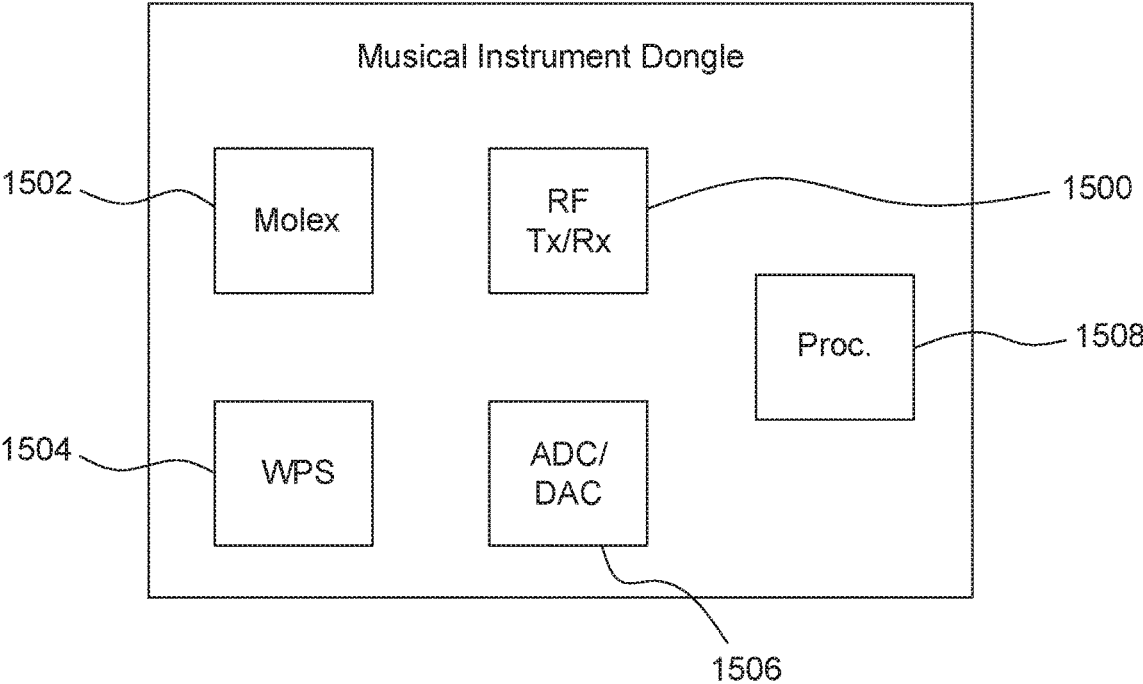 Musical Instrument Dongle
1502
Molex
RF
Tx/Rx
1500
Proc.
1508
1504
WPS
ADC/
DAC
1506